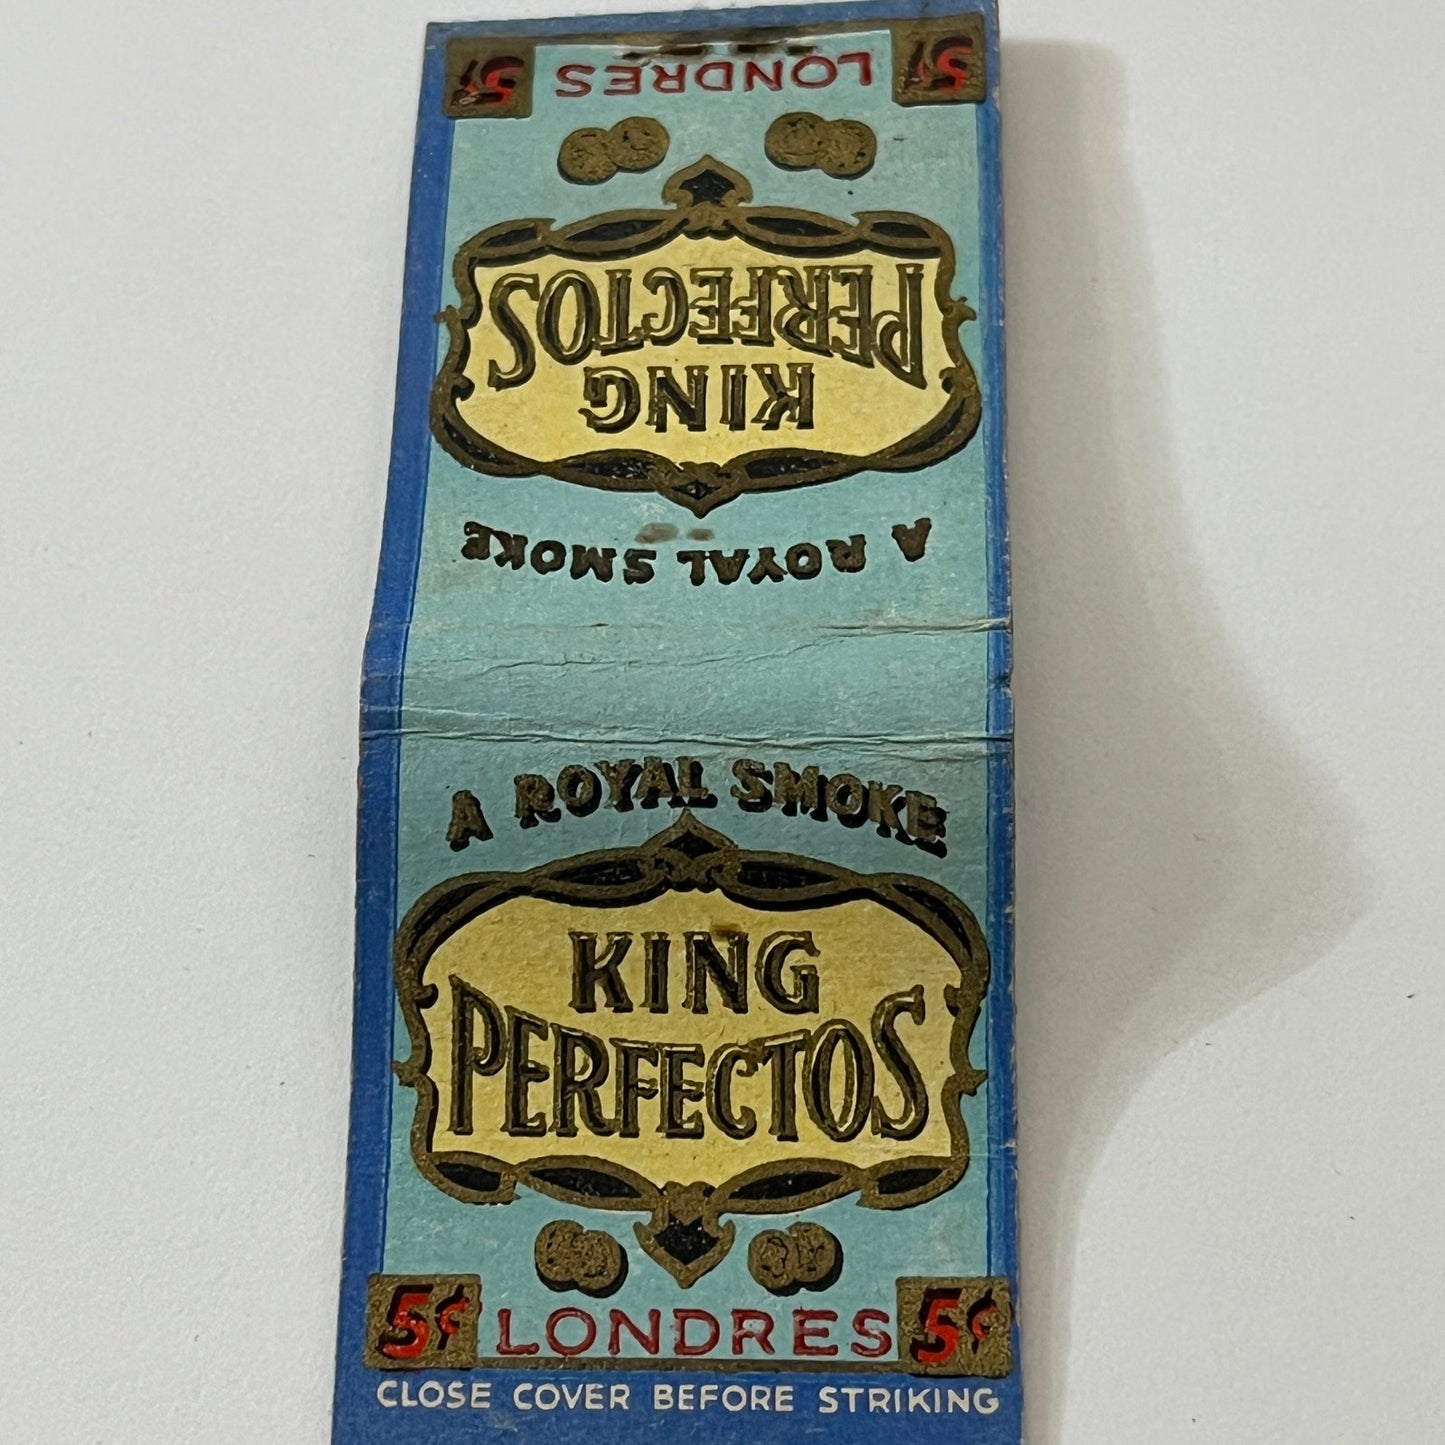 5¢ LONDRES 5¢
KING
PERFECTOS
A ROYAL SMOKE
A ROYAL SMOKE
KING
PERFECTOS
5¢ LONDRES 5¢
CLOSE COVER BEFORE STRIKING